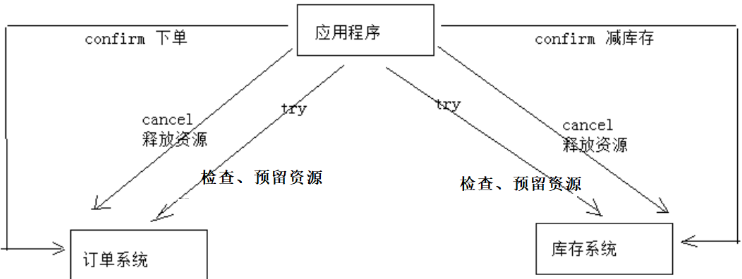 应用程序
confirm 下单
confirm 减库存
try
try
cancel
释放资源
cancel
释放资源
检查、预留资源
检查、预留资源
订单系统
库存系统